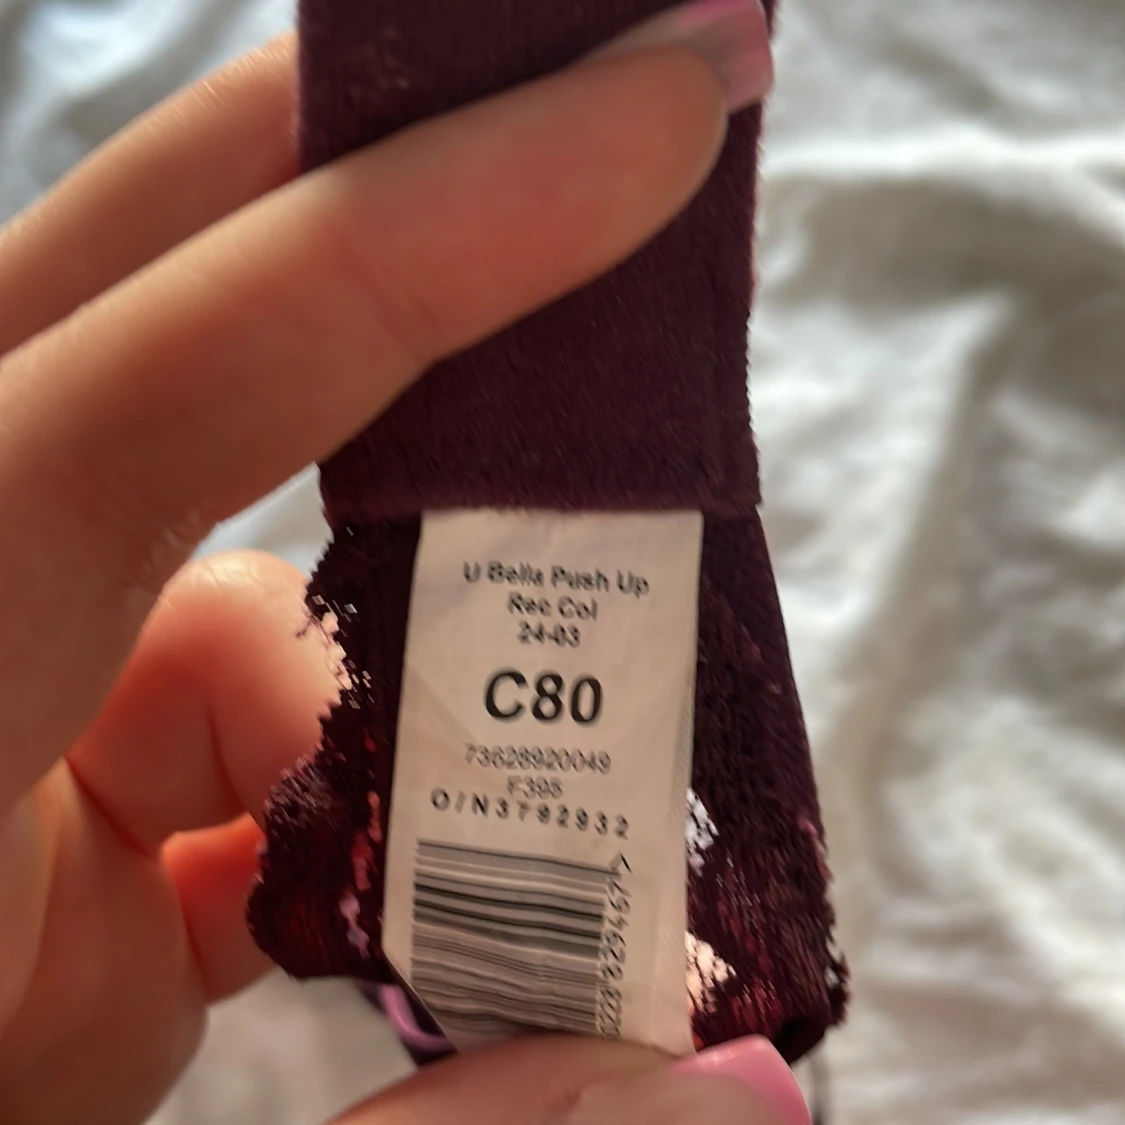 U Bella Push Up
Rec Col
24-03
C80
73628920049
F395
O/N3792932